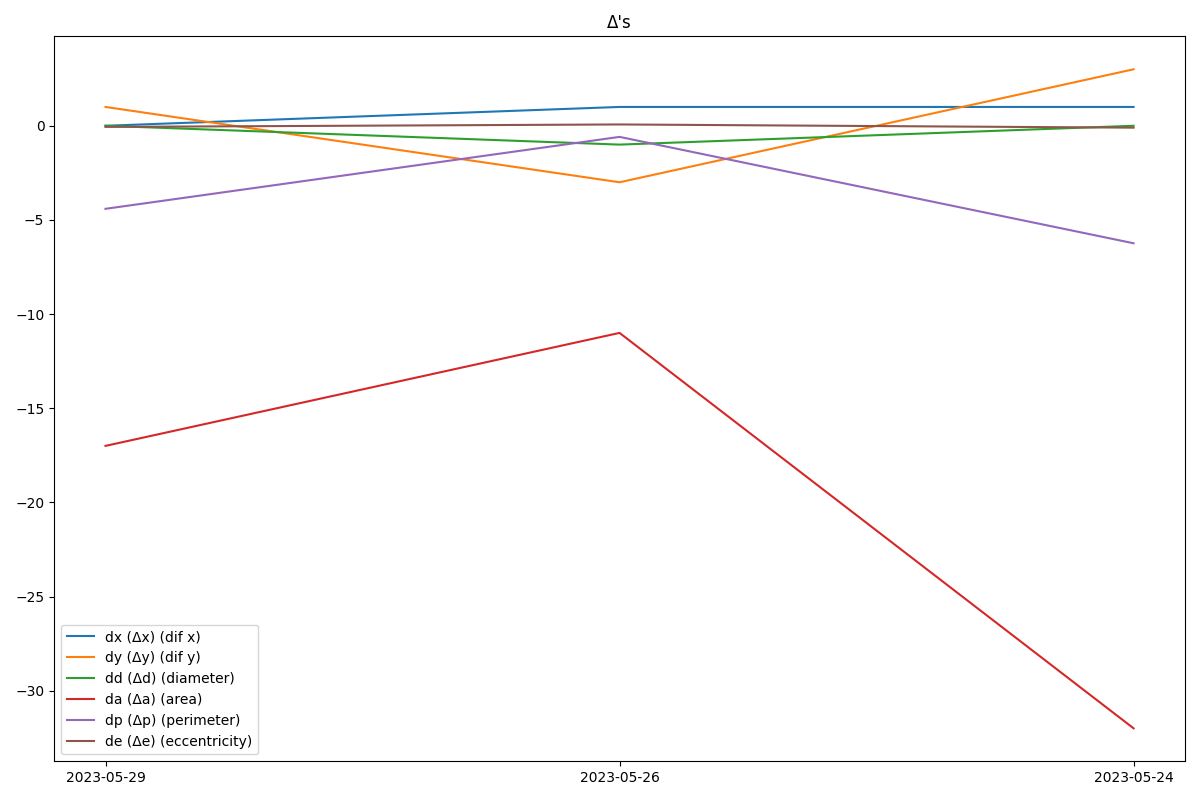 Δ's
0
−5
−10
−15
−20
−25
−30
dx (Δx) (dif x)
dy (Δy) (dif y)
dd (Δd) (diameter)
da (Δa) (area)
dp (Δp) (perimeter)
de (Δe) (eccentricity)
2023-05-29 2023-05-26 2023-05-24